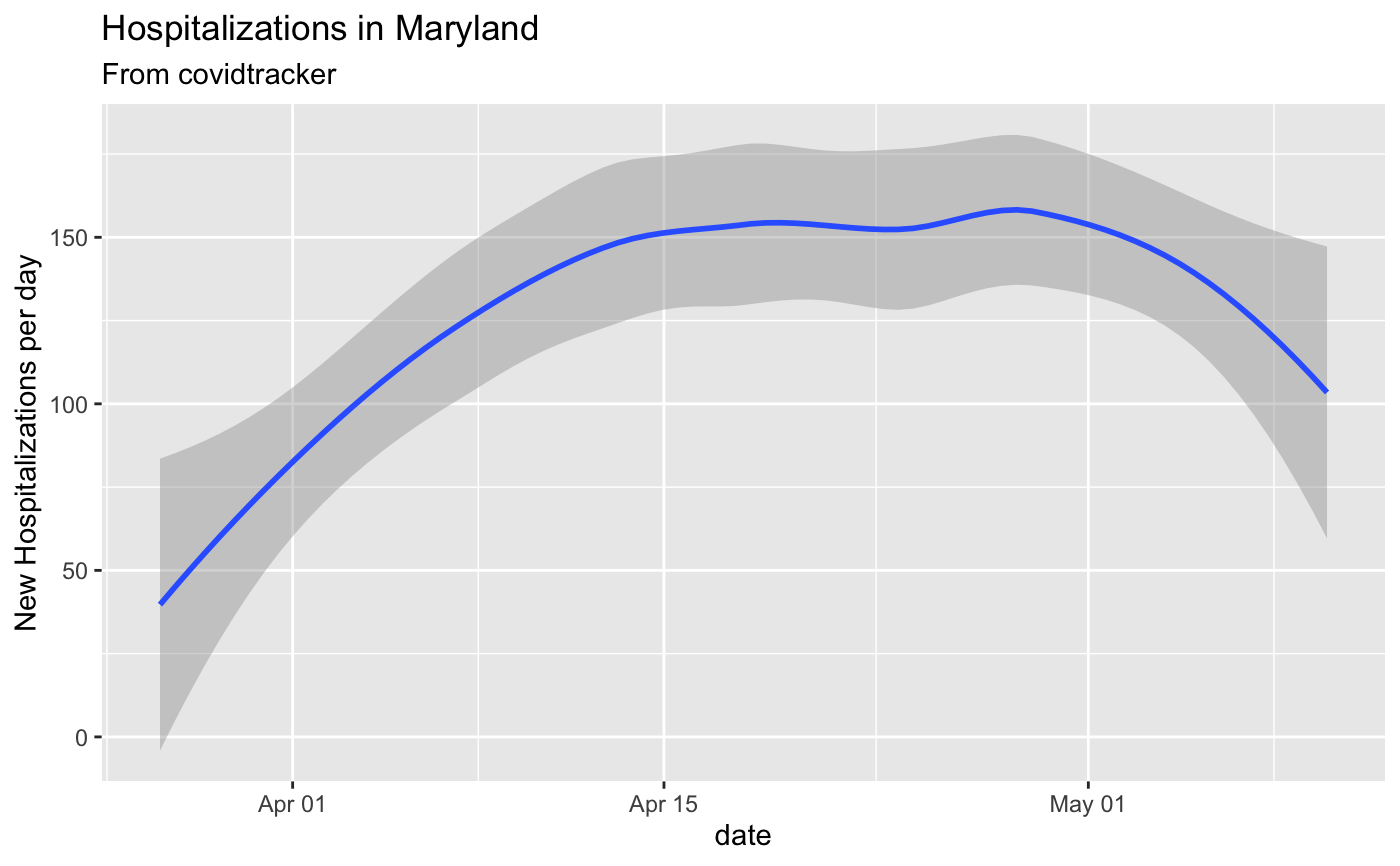 Hospitalizations in Maryland
From covidtracker
New Hospitalizations per day
150
100
50
0
Apr 01
Apr 15
May 01
date